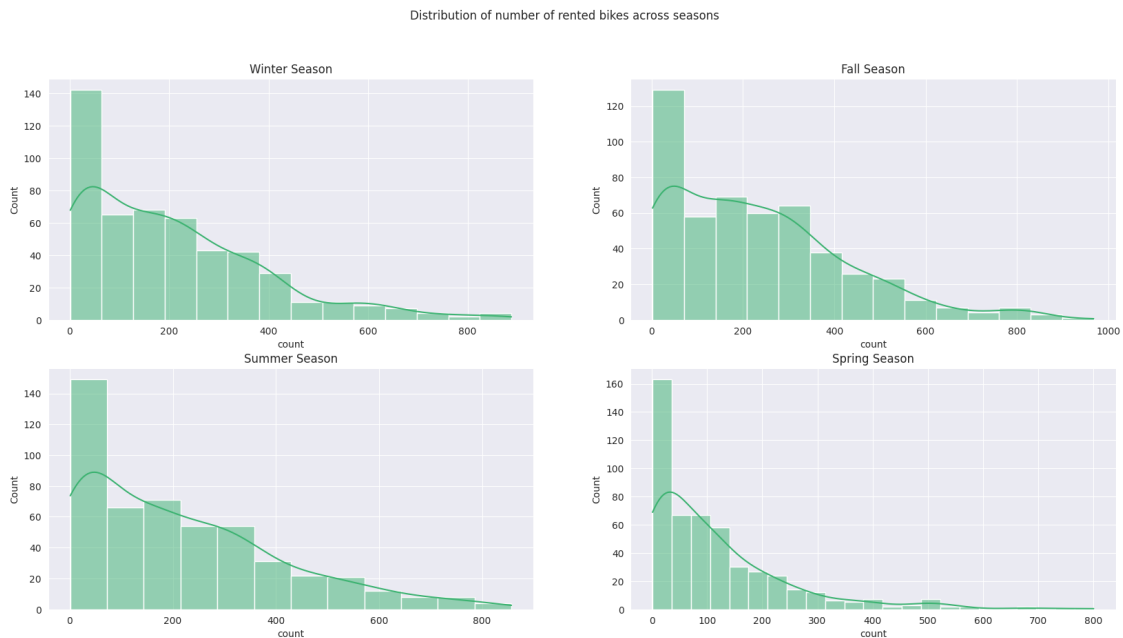 Distribution of number of rented bikes across seasons
Winter Season
140
120
100
80
60
40
20
0
Count
0 200 400 600 800
count
Fall Season
120
100
80
60
40
20
0
Count
0 200 400 600 800 1000
count
Summer Season
140
120
100
80
60
40
20
0
Count
0 200 400 600 800
count
Spring Season
160
140
120
100
80
60
40
20
0
Count
0 100 200 300 400 500 600 700 800
count